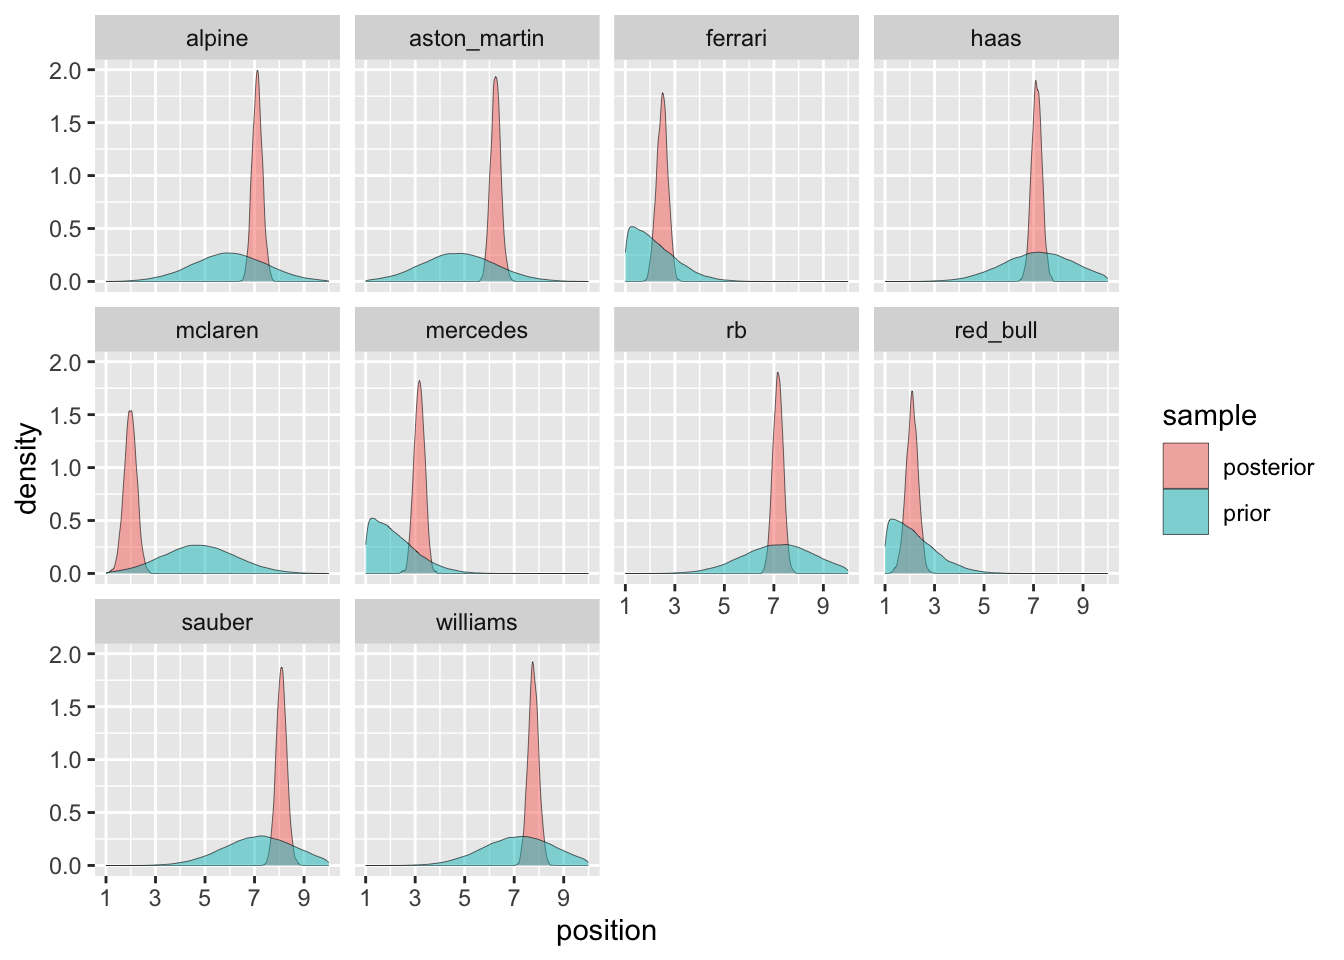 alpine aston_martin ferrari haas
2.0
1.5
1.0
0.5
0.0
mclaren mercedes rb red_bull
2.0
1.5
1.0
0.5
0.0
1 3 5 7 9 1 3 5 7 9
sauber williams
2.0
1.5
1.0
0.5
0.0
1 3 5 7 9 1 3 5 7 9
position
density
sample
posterior
prior